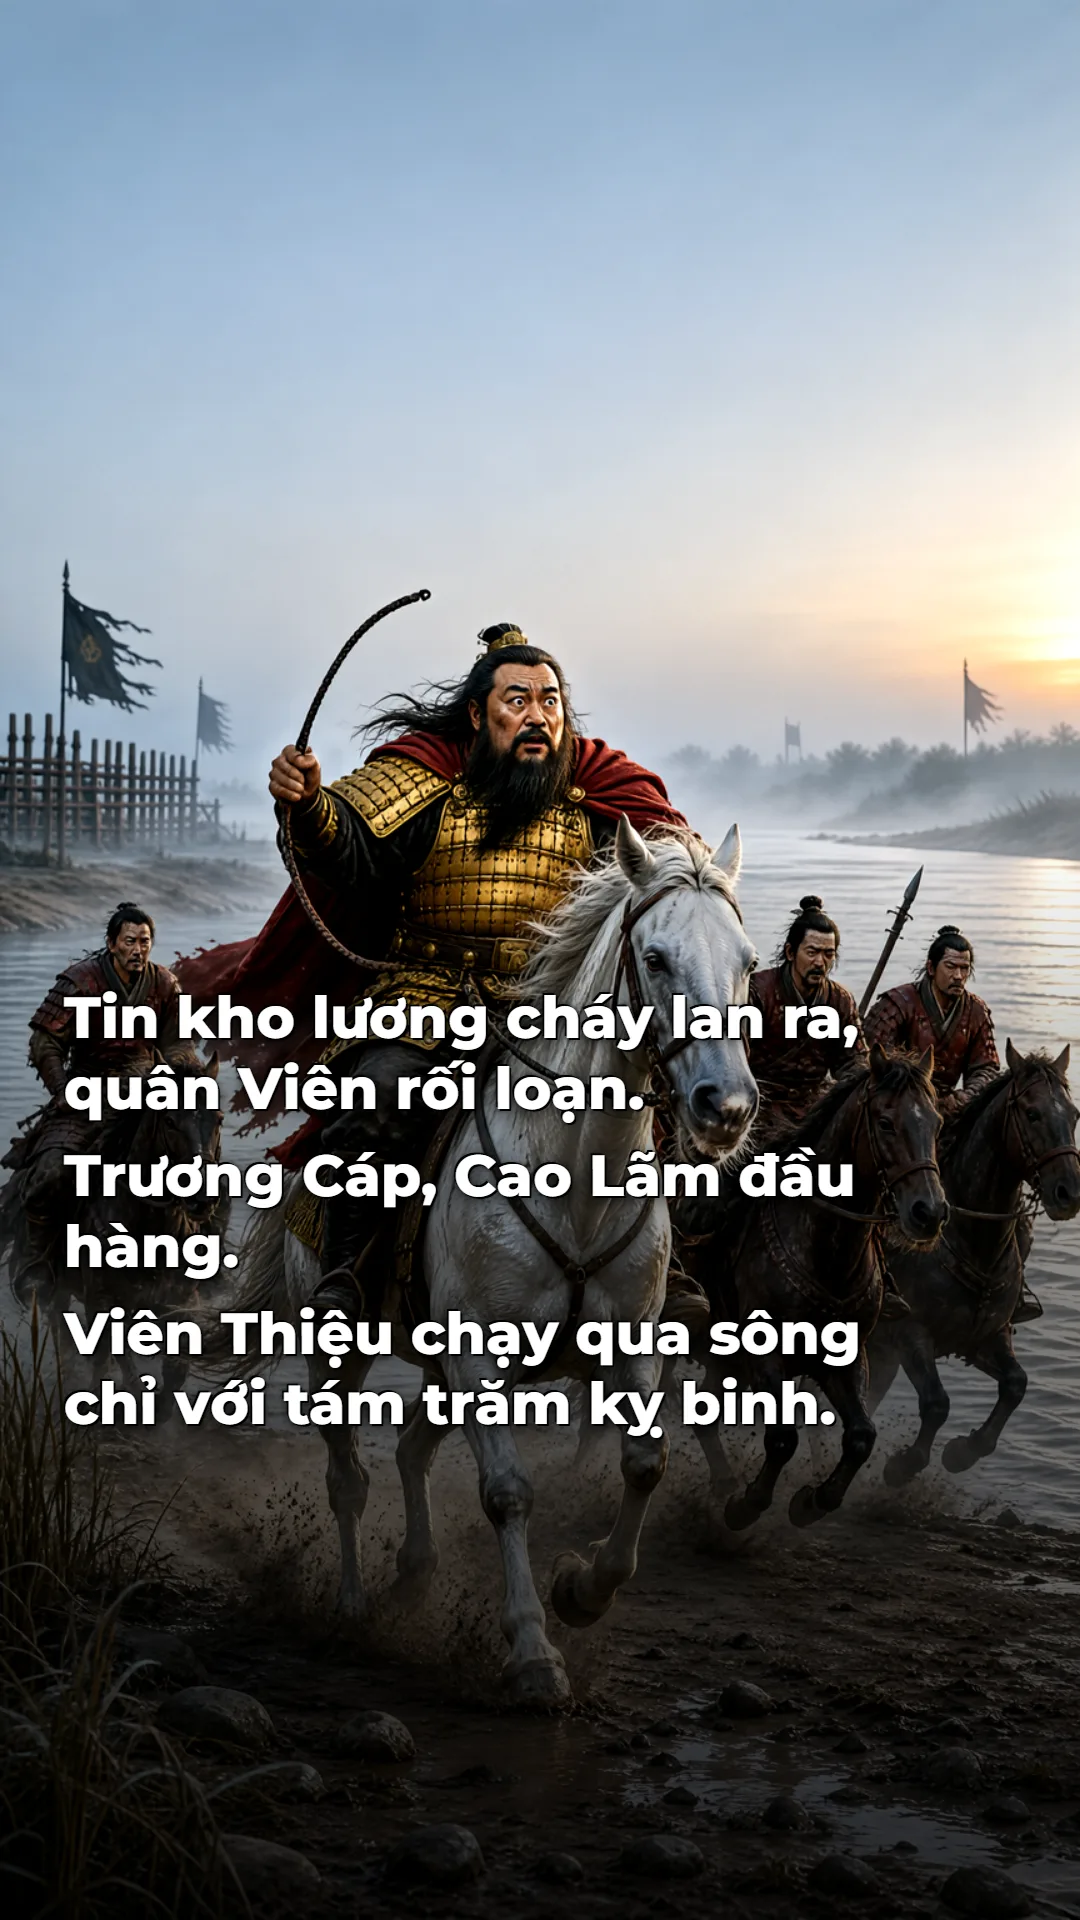 Tin kho lương cháy lan ra,
quân Viên rối loạn.
Trương Cáp, Cao Lãm đầu
hàng.
Viên Thiệu chạy qua sông
chỉ với tám trăm kỵ binh.